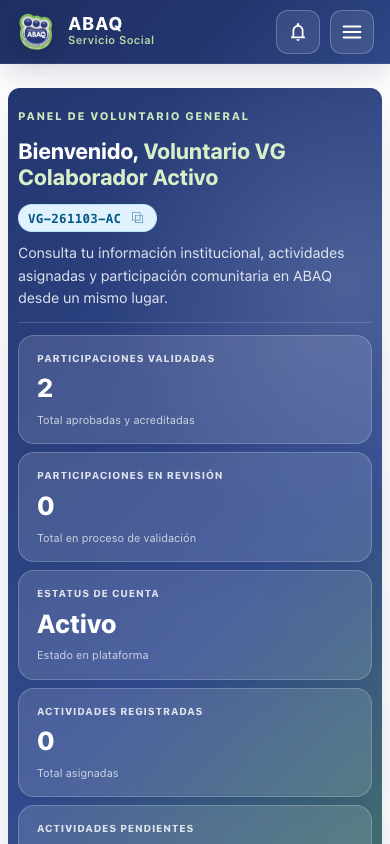 ABAQ
ABAQ
Servicio Social
PANEL DE VOLUNTARIO GENERAL
Bienvenido, Voluntario VG
Colaborador Activo
VG-261103-AC
Consulta tu información institucional, actividades
asignadas y participación comunitaria en ABAQ
desde un mismo lugar.
PARTICIPACIONES VALIDADAS
2
Total aprobadas y acreditadas
PARTICIPACIONES EN REVISIÓN
0
Total en proceso de validación
ESTATUS DE CUENTA
Activo
Estado en plataforma
ACTIVIDADES REGISTRADAS
0
Total asignadas
ACTIVIDADES PENDIENTES